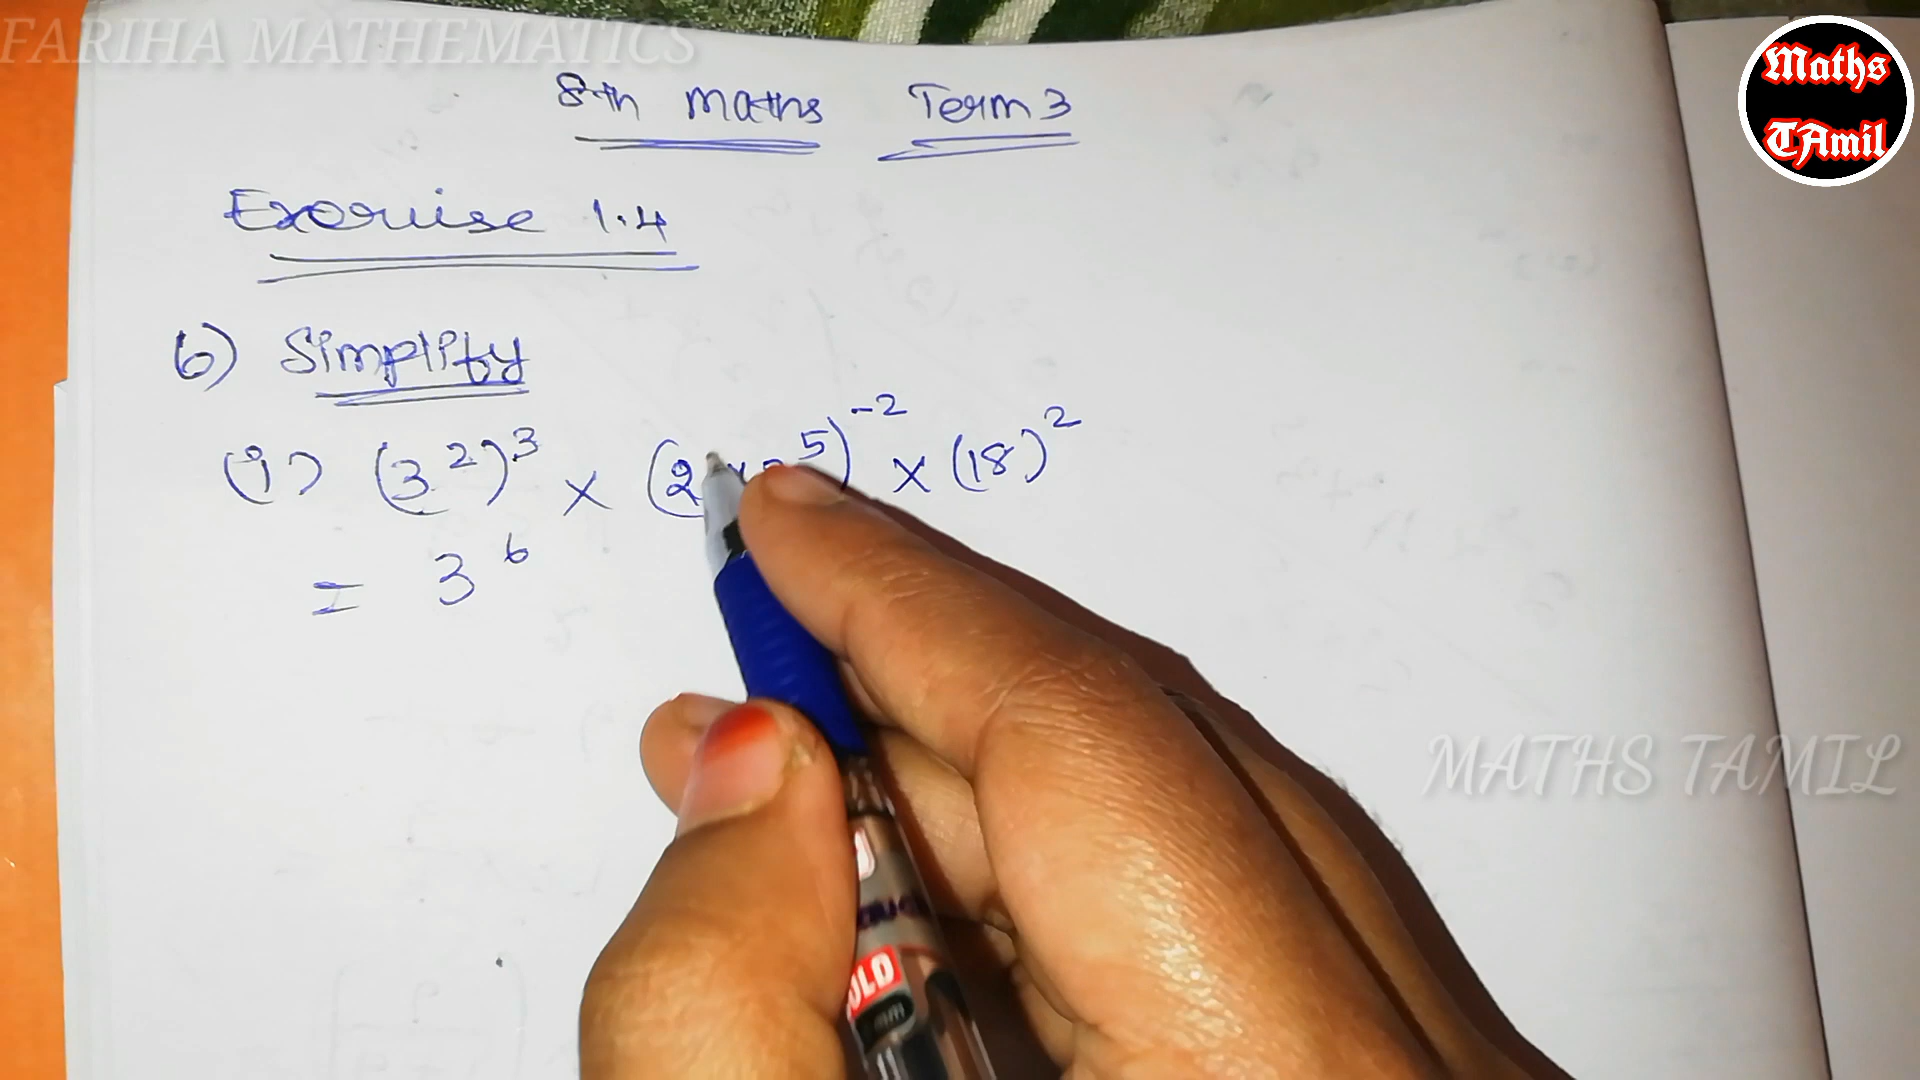 FARIHA MATHEMATICS
Maths
TAmil
8th maths Term 3
Exercise 1.4
6) Simplify
(i) (3²)³ × (2 × 5)⁻² × (18)²
= 3⁶
MATHS TAMIL
OLD